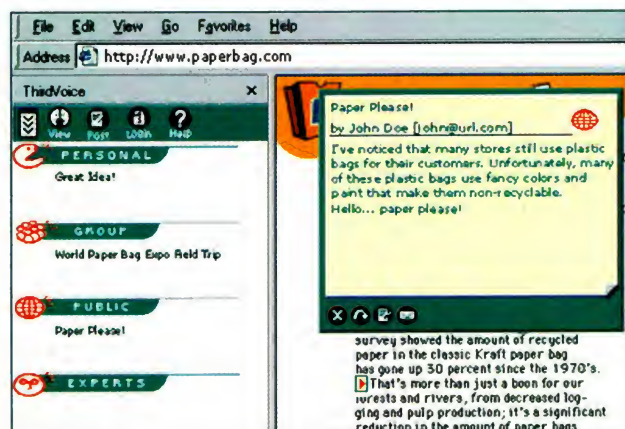 File Edit View Go Favorites Help
Address http://www.paperbag.com
ThirdVoice x
View Post LOGIN Help
PERSONAL
Great Idea!
GROUP
World Paper Bag Expo Field Trip
PUBLIC
Paper Please!
EXPERTS
Paper Please!
by John Doe [john@url.com]
I've noticed that many stores still use plastic
bags for their customers. Unfortunately, many
of these plastic bags use fancy colors and
paint that make them non-recyclable.
Hello... paper please!
survey showed the amount of recycled
paper in the classic Kraft paper bag
has gone up 30 percent since the 1970's.
That's more than just a boon for our
forests and rivers, from decreased log-
ging and pulp production; it's a significant
reduction in the amount of paper bags